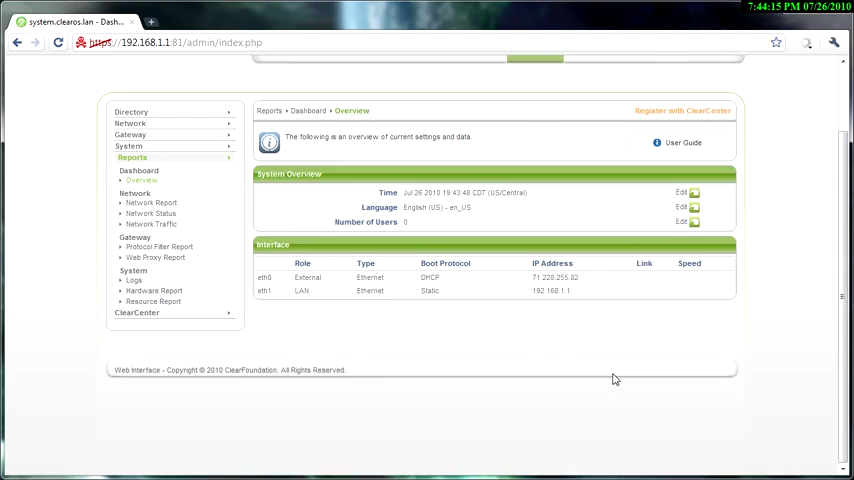 7:44:15 PM 07/26/2010
system.clearos.lan - Dash...
https://192.168.1.1:81/admin/index.php
Directory
Network
Gateway
System
Reports
Dashboard
Overview
Network
Network Report
Network Status
Network Traffic
Gateway
Protocol Filter Report
Web Proxy Report
System
Logs
Hardware Report
Resource Report
ClearCenter
Reports Dashboard Overview Register with ClearCenter
The following is an overview of current settings and data.
User Guide
System Overview
Time Jul 26 2010 19:43:48 CDT (US/Central) Edit
Language English (US) - en_US Edit
Number of Users 0 Edit
Interface
Role Type Boot Protocol IP Address Link Speed
eth0 External Ethernet DHCP 71.228.255.82
eth1 LAN Ethernet Static 192.168.1.1
Web Interface - Copyright © 2010 ClearFoundation. All Rights Reserved.